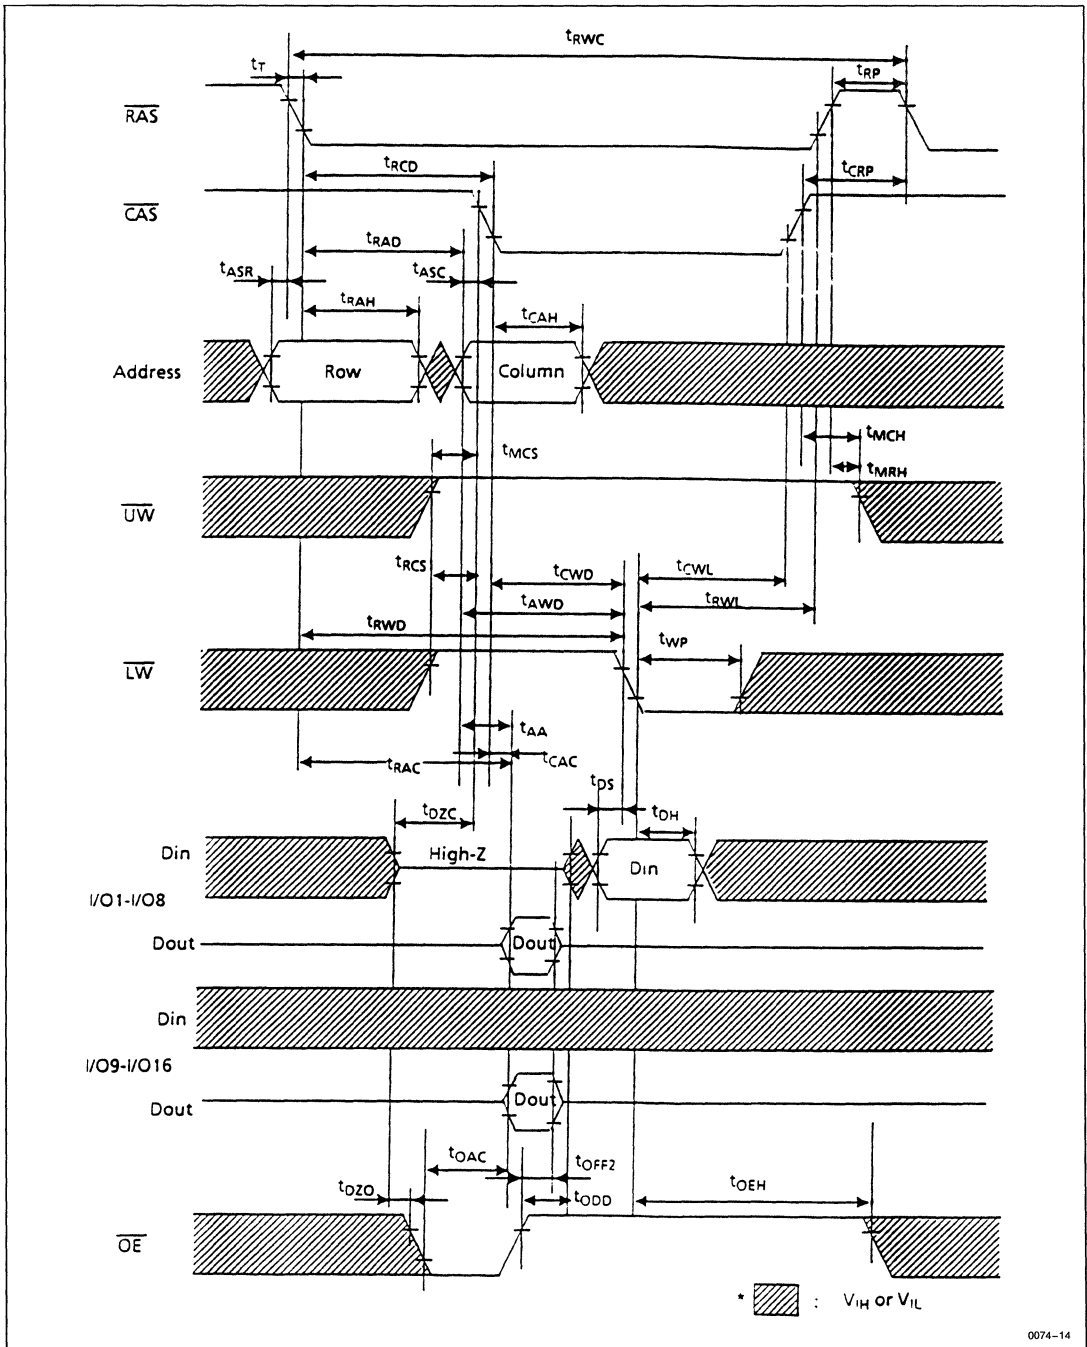 tRWC
tT
tRP
RAS
tRCD
tCRP
CAS
tRAD
tASR
tASC
tRAH
tCAH
Address
Row
Column
tMCH
tMCS
tMRH
UW
tRCS
tCWD
tCWL
tAWD
tRWL
tRWD
tWP
LW
tAA
tRAC
tCAC
tDS
tDZC
tDH
Din
High-Z
Din
I/O1-I/O8
Dout
Dout
Din
I/O9-I/O16
Dout
Dout
tOAC
tOFF2
tDZO
tODD
tOEH
OE
* : VIH or VIL
0074-14